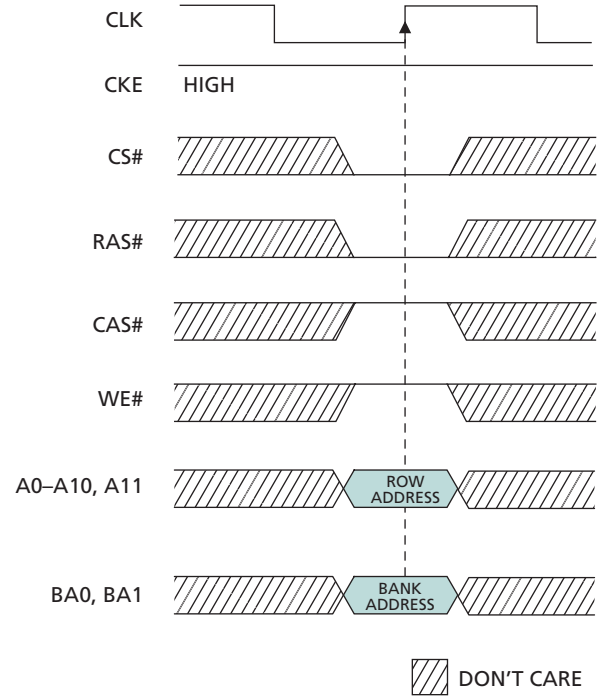 CLK
CKE HIGH
CS#
RAS#
CAS#
WE#
A0–A10, A11
ROW
ADDRESS
BA0, BA1
BANK
ADDRESS
DON'T CARE